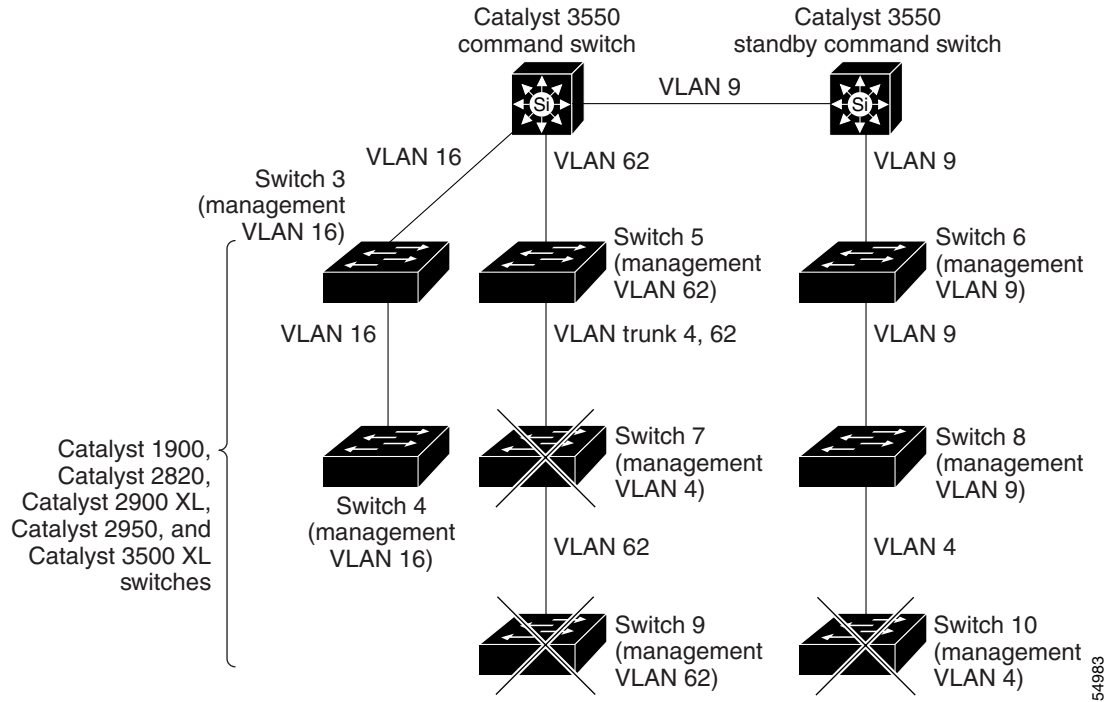 Catalyst 3550
command switch
Catalyst 3550
standby command switch
Si
VLAN 9
Si
VLAN 16
VLAN 62
VLAN 9
Switch 3
(management
VLAN 16)
Switch 5
(management
VLAN 62)
Switch 6
(management
VLAN 9)
VLAN 16
VLAN trunk 4, 62
VLAN 9
Catalyst 1900,
Catalyst 2820,
Catalyst 2900 XL,
Catalyst 2950, and
Catalyst 3500 XL
switches
Switch 4
(management
VLAN 16)
Switch 7
(management
VLAN 4)
Switch 8
(management
VLAN 9)
VLAN 62
VLAN 4
Switch 9
(management
VLAN 62)
Switch 10
(management
VLAN 4)
54983